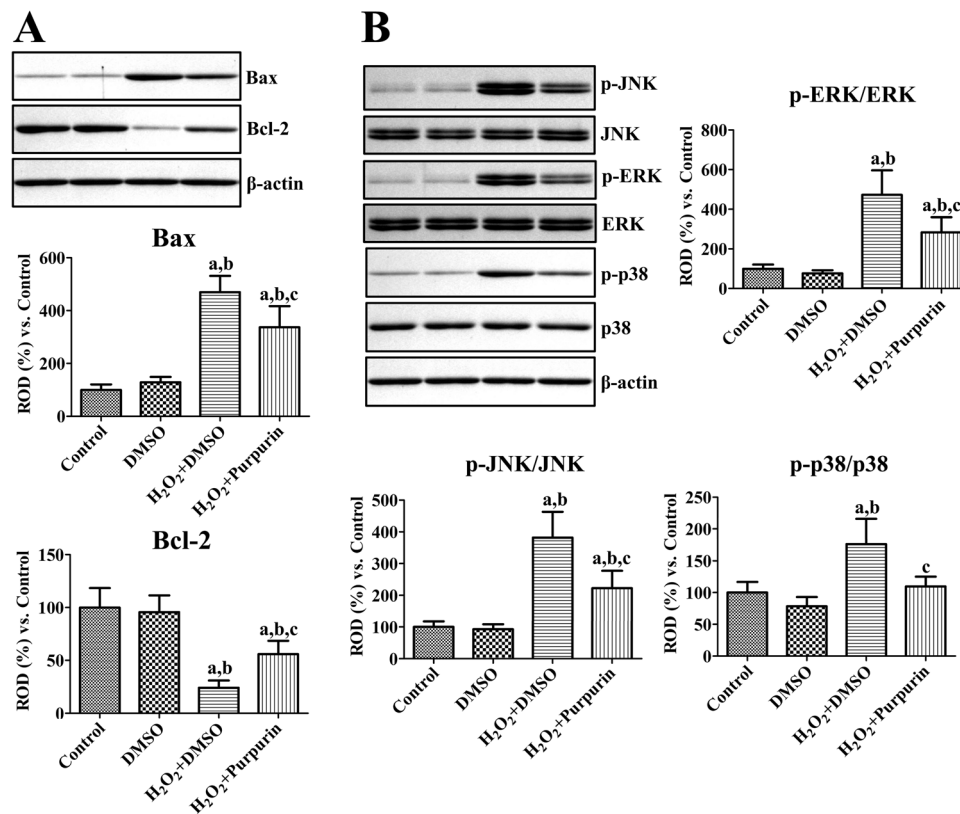 A
Bax
Bcl-2
β-actin
Bax
ROD (%) vs. Control
600
400
200
0
a,b
a,b,c
Control
DMSO
H₂O₂+DMSO
H₂O₂+Purpurin
Bcl-2
ROD (%) vs. Control
150
100
50
0
a,b
a,b,c
Control
DMSO
H₂O₂+DMSO
H₂O₂+Purpurin
B
p-JNK
JNK
p-ERK
ERK
p-p38
p38
β-actin
p-ERK/ERK
ROD (%) vs. Control
800
600
400
200
0
a,b
a,b,c
Control
DMSO
H₂O₂+DMSO
H₂O₂+Purpurin
p-JNK/JNK
ROD (%) vs. Control
500
400
300
200
100
0
a,b
a,b,c
Control
DMSO
H₂O₂+DMSO
H₂O₂+Purpurin
p-p38/p38
ROD (%) vs. Control
250
200
150
100
50
0
a,b
c
Control
DMSO
H₂O₂+DMSO
H₂O₂+Purpurin